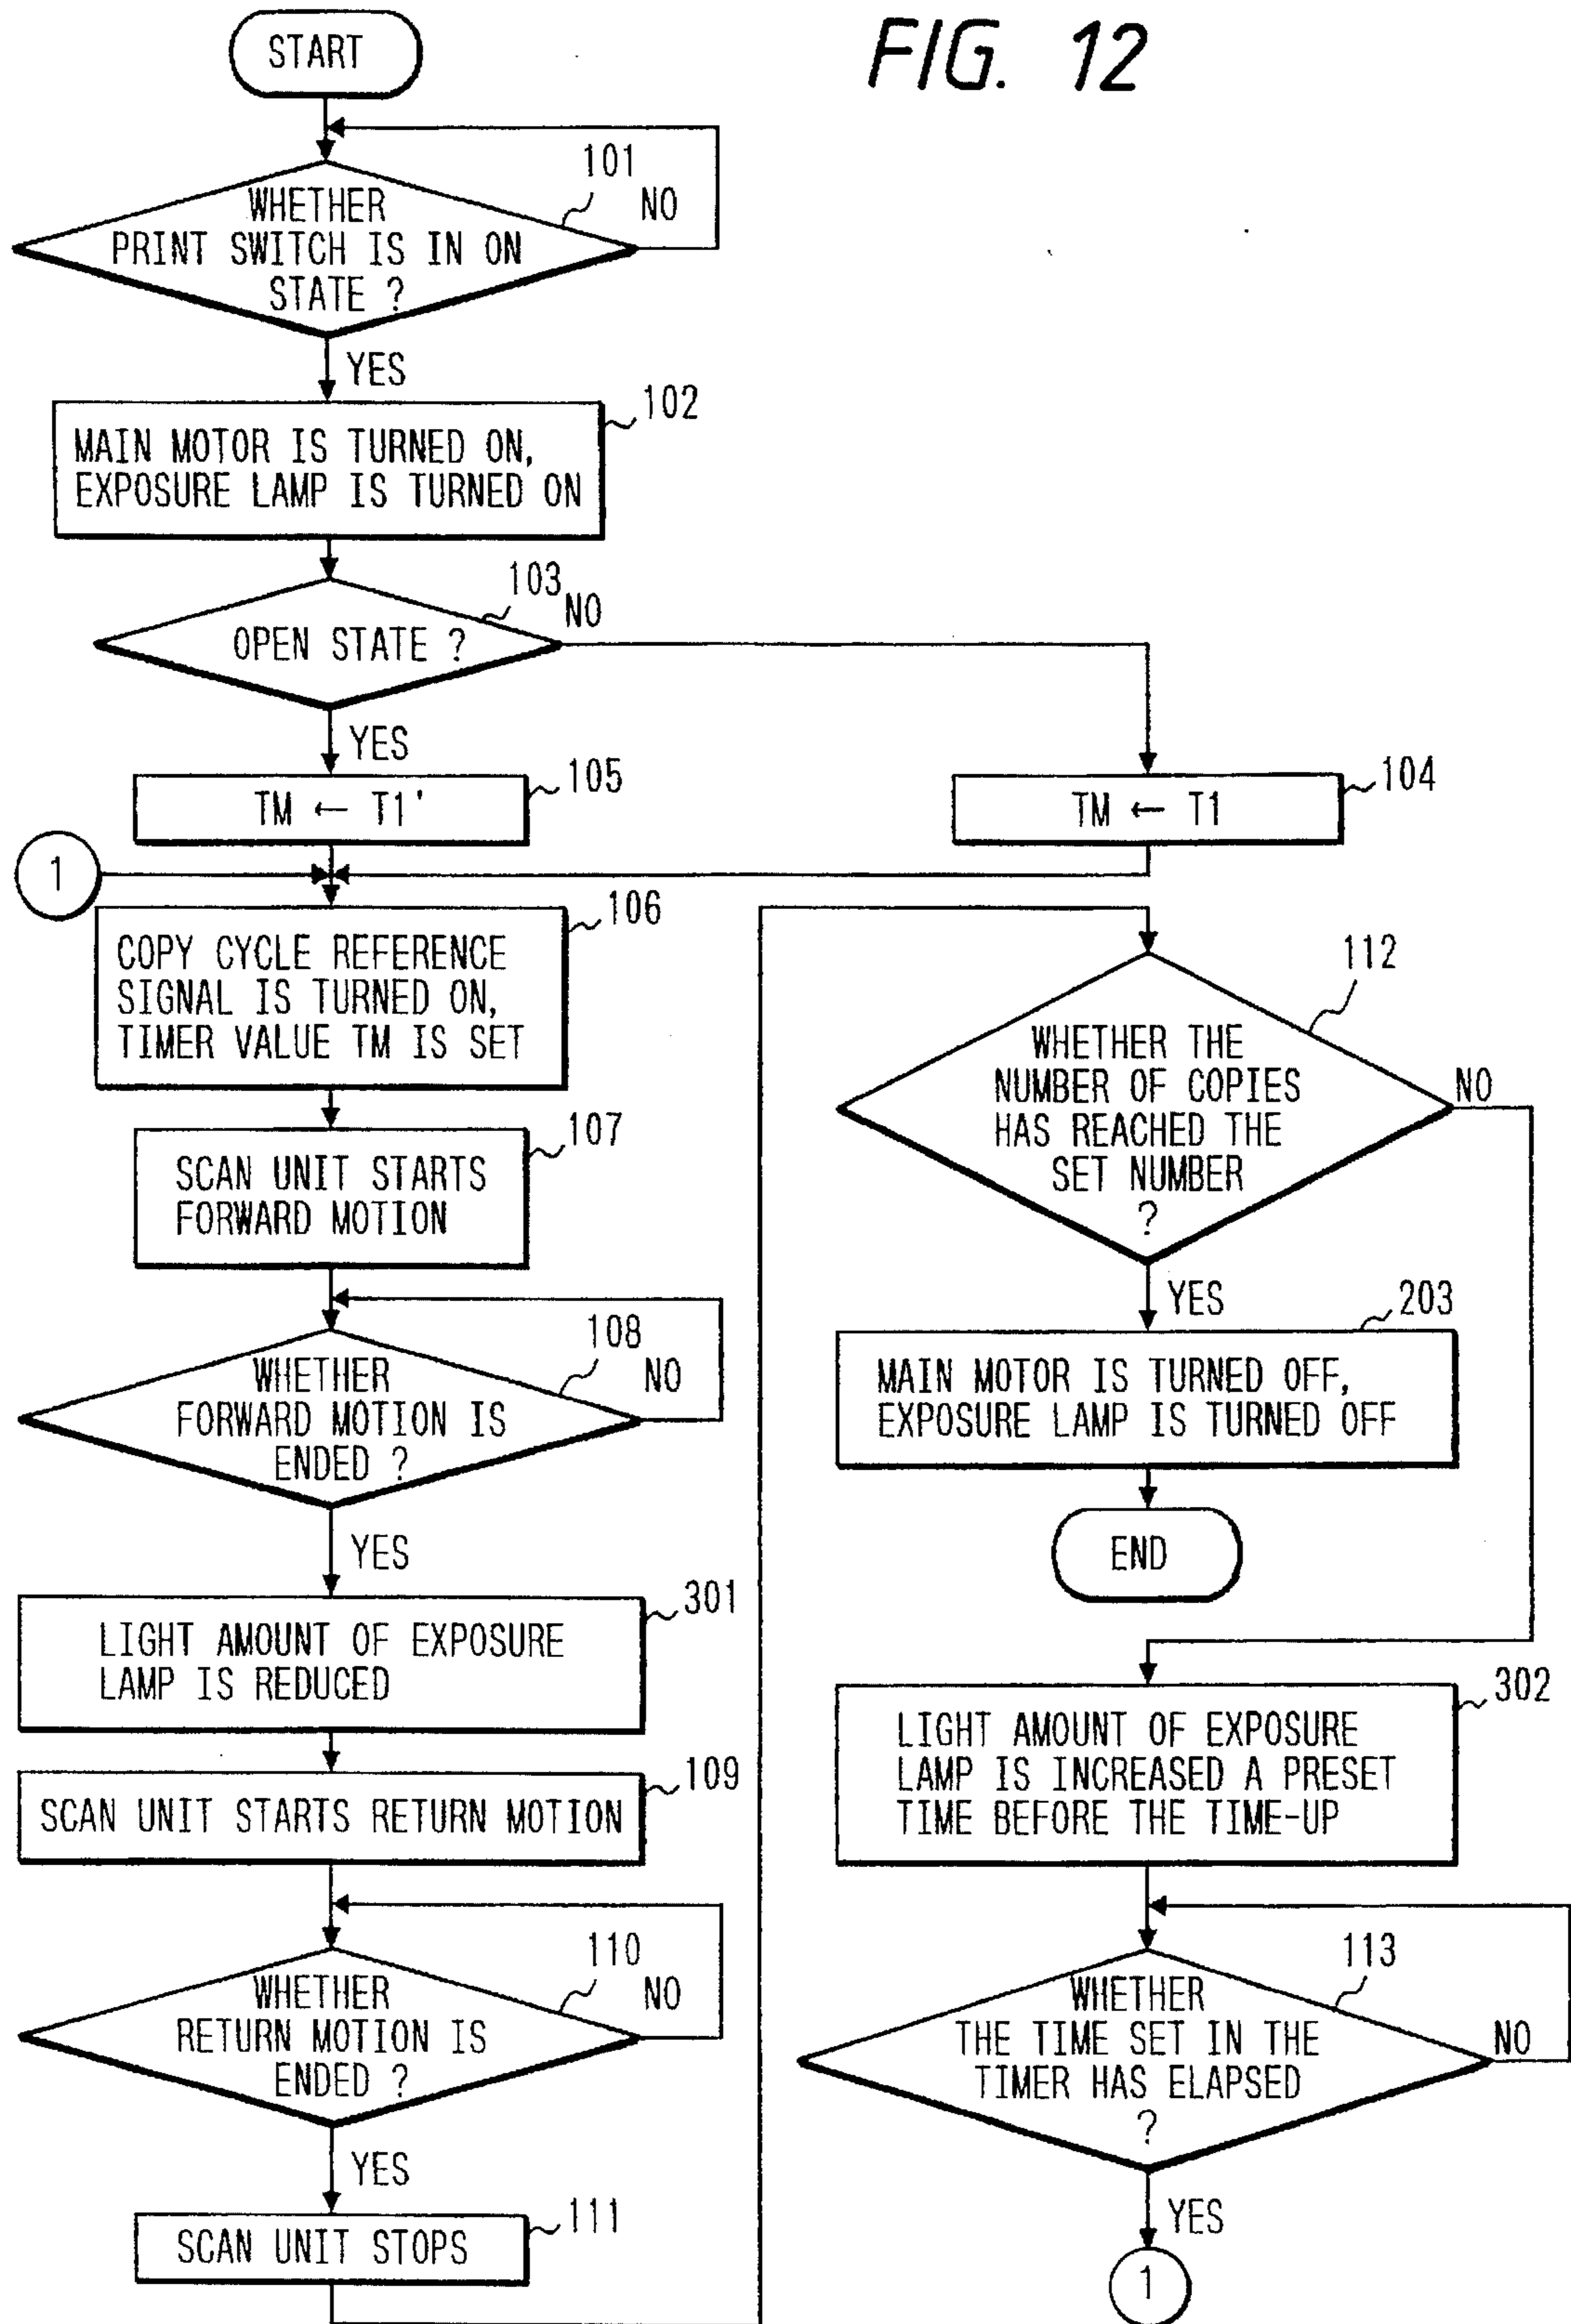 FIG. 12
START
101
WHETHER
PRINT SWITCH IS IN ON
STATE ?
NO
YES
102
MAIN MOTOR IS TURNED ON,
EXPOSURE LAMP IS TURNED ON
103
NO
OPEN STATE ?
YES
105
TM ← T1'
104
TM ← T1
1
106
COPY CYCLE REFERENCE
SIGNAL IS TURNED ON,
TIMER VALUE TM IS SET
107
SCAN UNIT STARTS
FORWARD MOTION
108
WHETHER
FORWARD MOTION IS
ENDED ?
NO
YES
301
LIGHT AMOUNT OF EXPOSURE
LAMP IS REDUCED
109
SCAN UNIT STARTS RETURN MOTION
110
WHETHER
RETURN MOTION IS
ENDED ?
NO
YES
111
SCAN UNIT STOPS
112
WHETHER THE
NUMBER OF COPIES
HAS REACHED THE
SET NUMBER
?
NO
YES
203
MAIN MOTOR IS TURNED OFF,
EXPOSURE LAMP IS TURNED OFF
END
302
LIGHT AMOUNT OF EXPOSURE
LAMP IS INCREASED A PRESET
TIME BEFORE THE TIME-UP
113
WHETHER
THE TIME SET IN THE
TIMER HAS ELAPSED
?
NO
YES
1